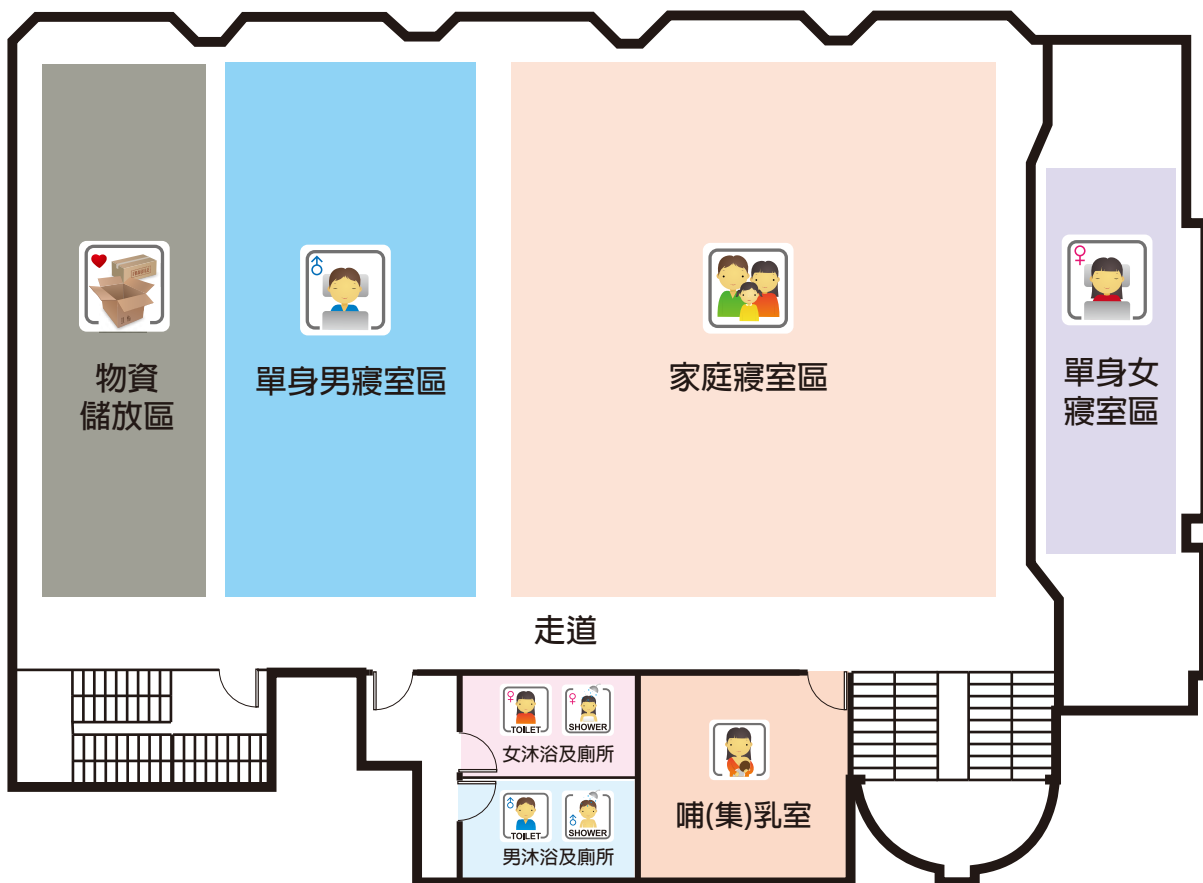 物資
儲放區
單身男寢室區
家庭寢室區
單身女
寢室區
走道
TOILET
SHOWER
女沐浴及廁所
TOILET
SHOWER
男沐浴及廁所
哺(集)乳室